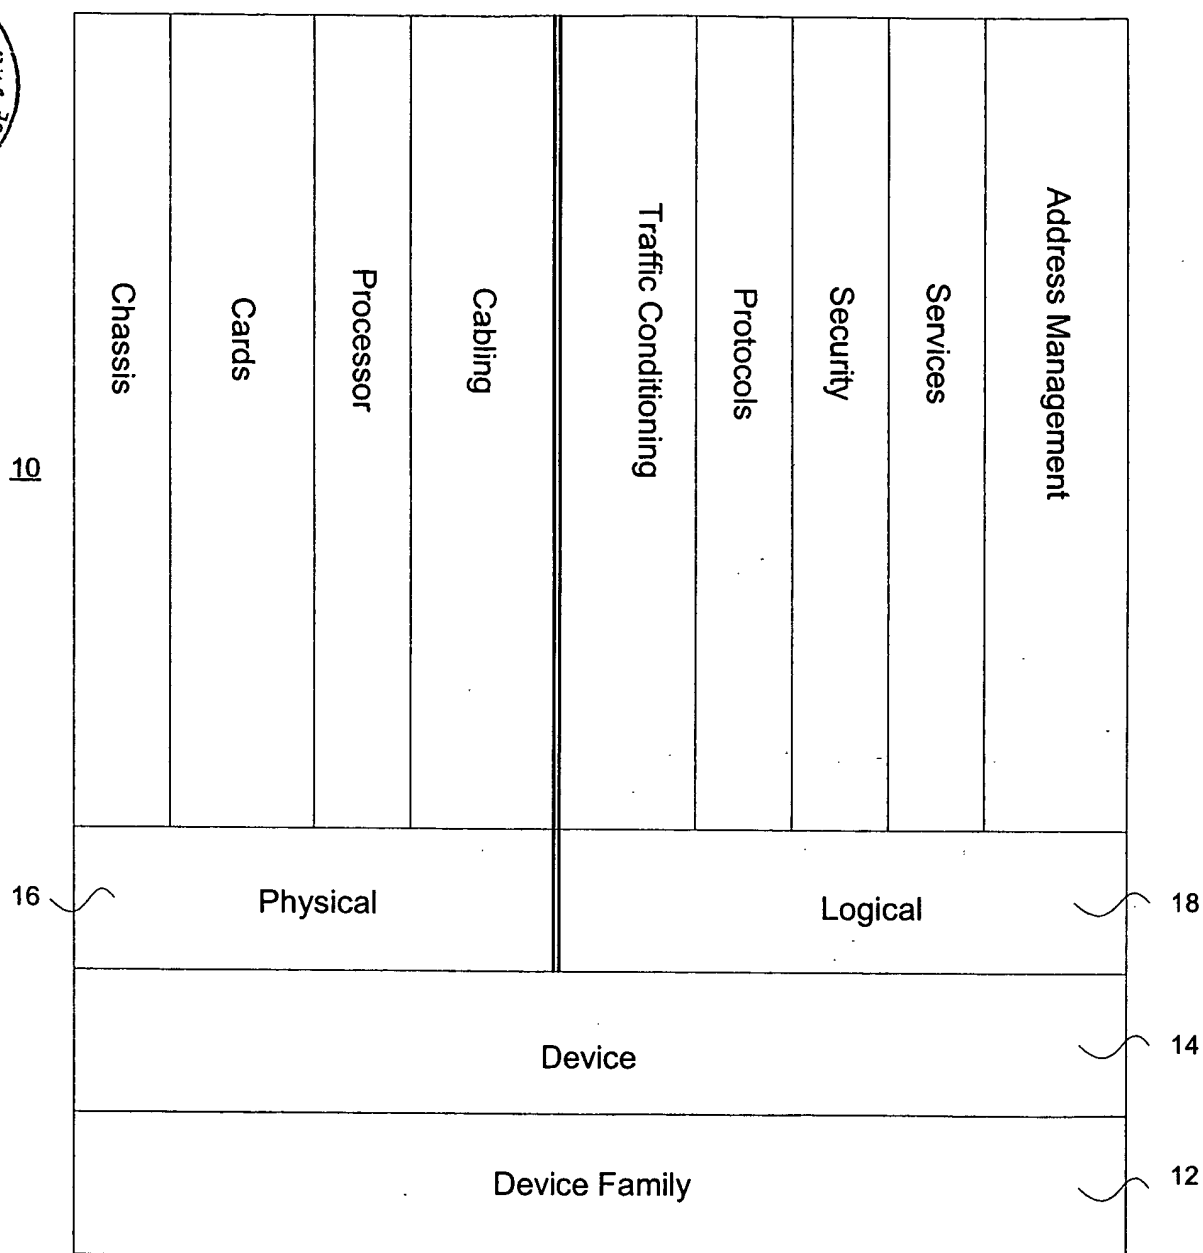 Chassis
Cards
Processor
Cabling
Traffic Conditioning
Protocols
Security
Services
Address Management
10
16
Physical
Logical
18
Device
14
Device Family
12